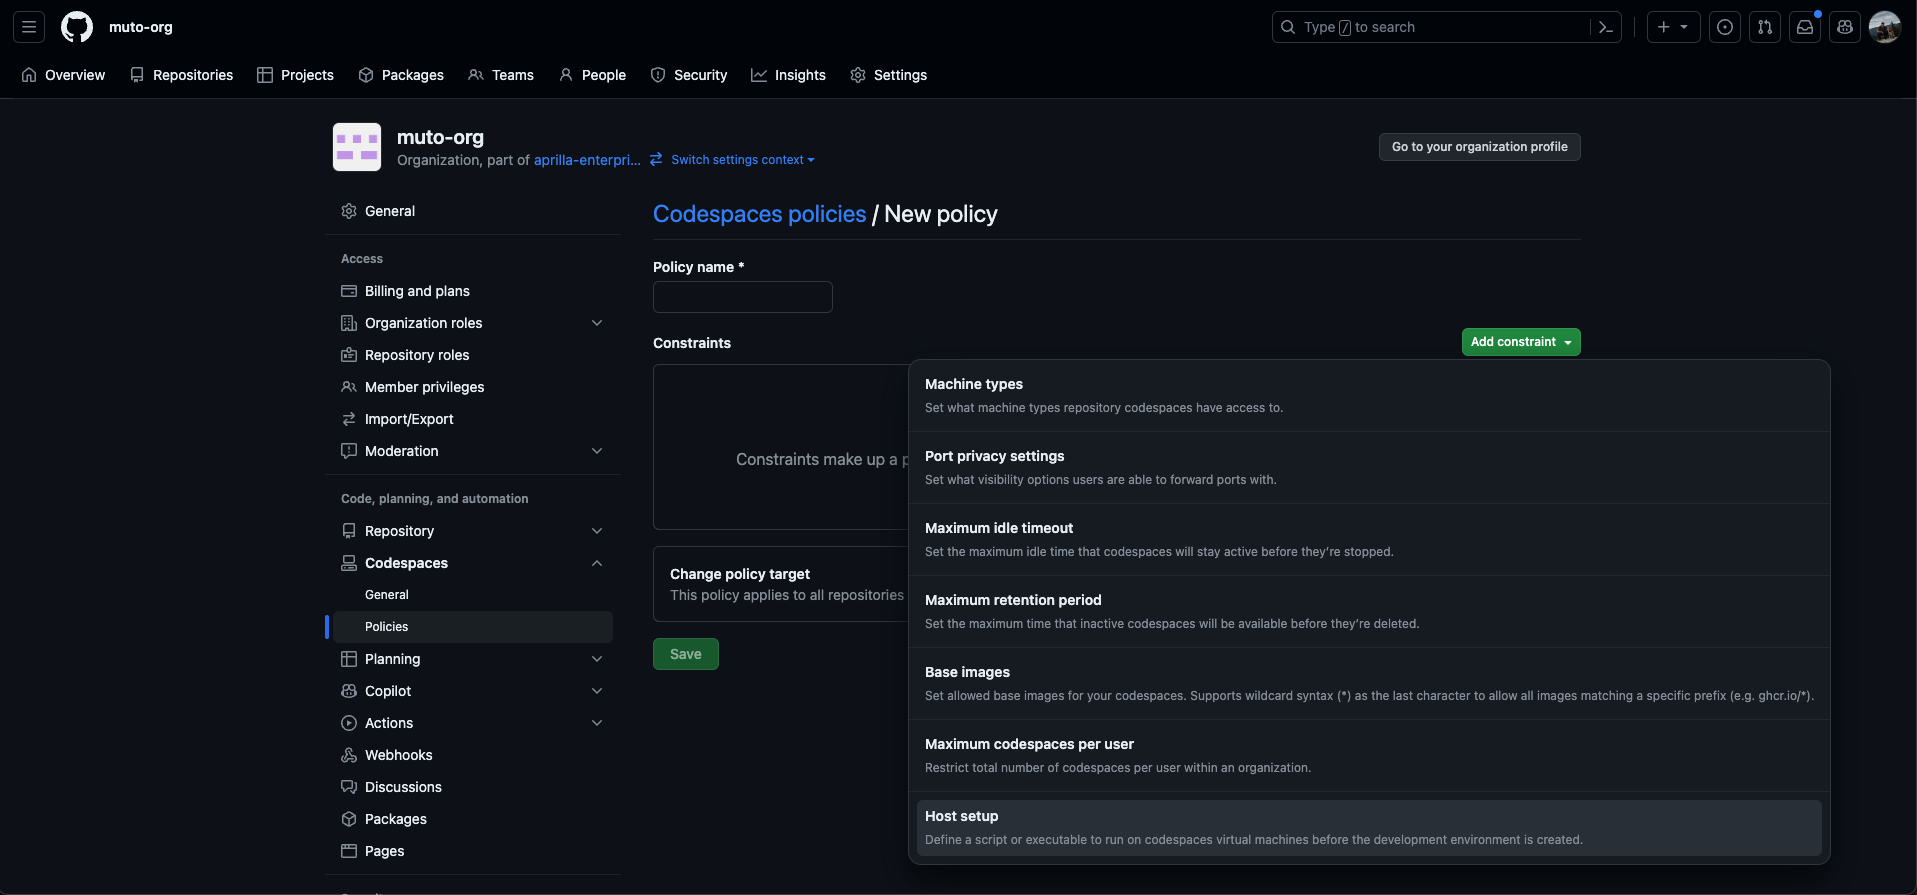 muto-org
Type / to search
Overview
Repositories
Projects
Packages
Teams
People
Security
Insights
Settings
muto-org
Organization, part of aprilla-enterpri...
Switch settings context
Go to your organization profile
General
Access
Billing and plans
Organization roles
Repository roles
Member privileges
Import/Export
Moderation
Code, planning, and automation
Repository
Codespaces
General
Policies
Planning
Copilot
Actions
Webhooks
Discussions
Packages
Pages
Codespaces policies / New policy
Policy name *
Constraints
Add constraint
Constraints make up a p
Change policy target
This policy applies to all repositories
Save
Machine types
Set what machine types repository codespaces have access to.
Port privacy settings
Set what visibility options users are able to forward ports with.
Maximum idle timeout
Set the maximum idle time that codespaces will stay active before they're stopped.
Maximum retention period
Set the maximum time that inactive codespaces will be available before they're deleted.
Base images
Set allowed base images for your codespaces. Supports wildcard syntax (*) as the last character to allow all images matching a specific prefix (e.g. ghcr.io/*).
Maximum codespaces per user
Restrict total number of codespaces per user within an organization.
Host setup
Define a script or executable to run on codespaces virtual machines before the development environment is created.